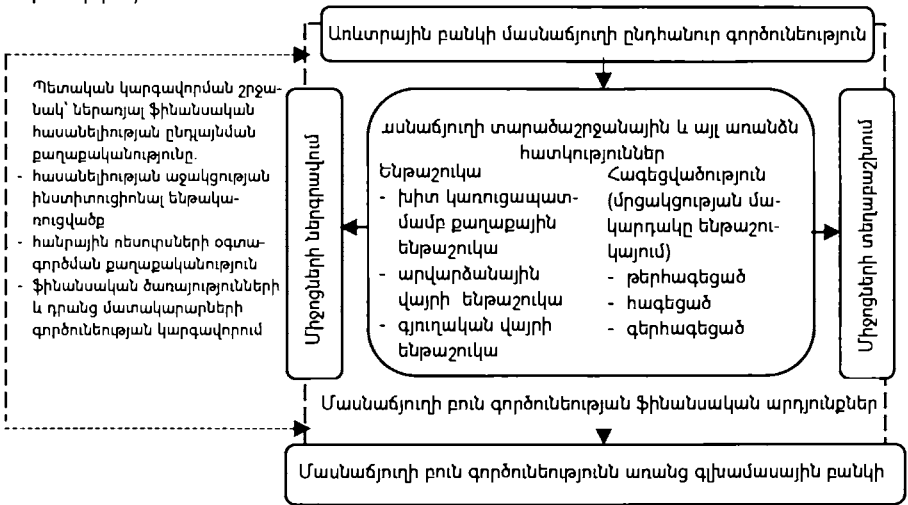 Առևտրային բանկի մասնաճյուղի ընդհանուր գործունեություն
Պետական կարգավորման շրջա-
նակ՝ ներառյալ ֆինանսական
հասանելիության ընդլայնման
քաղաքականությունը.
- հասանելիության աջակցության
ինստիտուցիոնալ ենթակա-
ռուցվածք
- հանրային ռեսուրսների օգտա-
գործման քաղաքականություն
- ֆինանսական ծառայությունների
և դրանց մատակարարների
գործունեության կարգավորում
Միջոցների ներգրավում
ասնաճյուղի տարածաշրջանային և այլ առանձն
հատկություններ
Ենթաշուկա
- խիտ կառուցապատ-
մամբ քաղաքային
ենթաշուկա
- արվարձանային
վայրի ենթաշուկա
- գյուղական վայրի
ենթաշուկա
Հագեցվածություն
(մրցակցության մա-
կարդակը ենթաշու-
կայում)
- թերհագեցած
- հագեցած
- գերհագեցած
Միջոցների տեղաբաշխում
Մասնաճյուղի բուն գործունեության ֆինանսական արդյունքներ
Մասնաճյուղի բուն գործունեությունն առանց գլխամասային բանկի